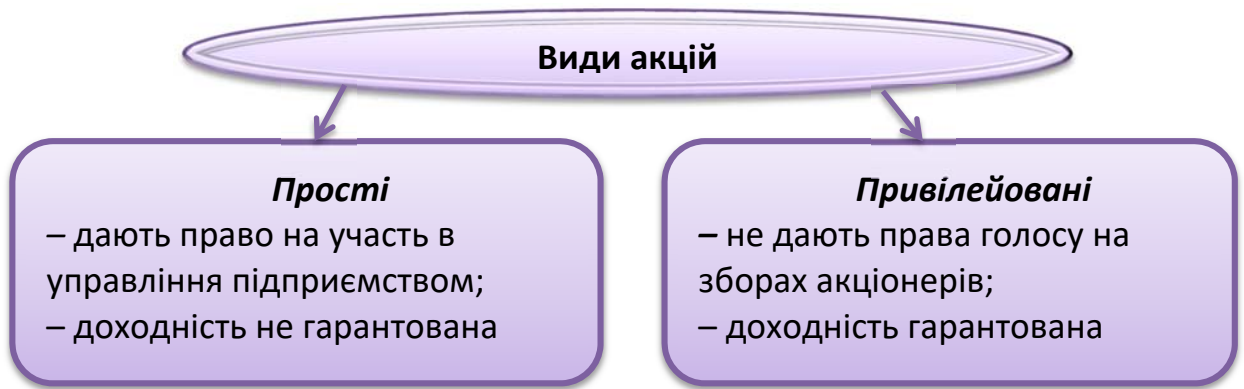 Види акцій
Прості
– дають право на участь в
управління підприємством;
– доходність не гарантована
Привілейовані
– не дають права голосу на
зборах акціонерів;
– доходність гарантована